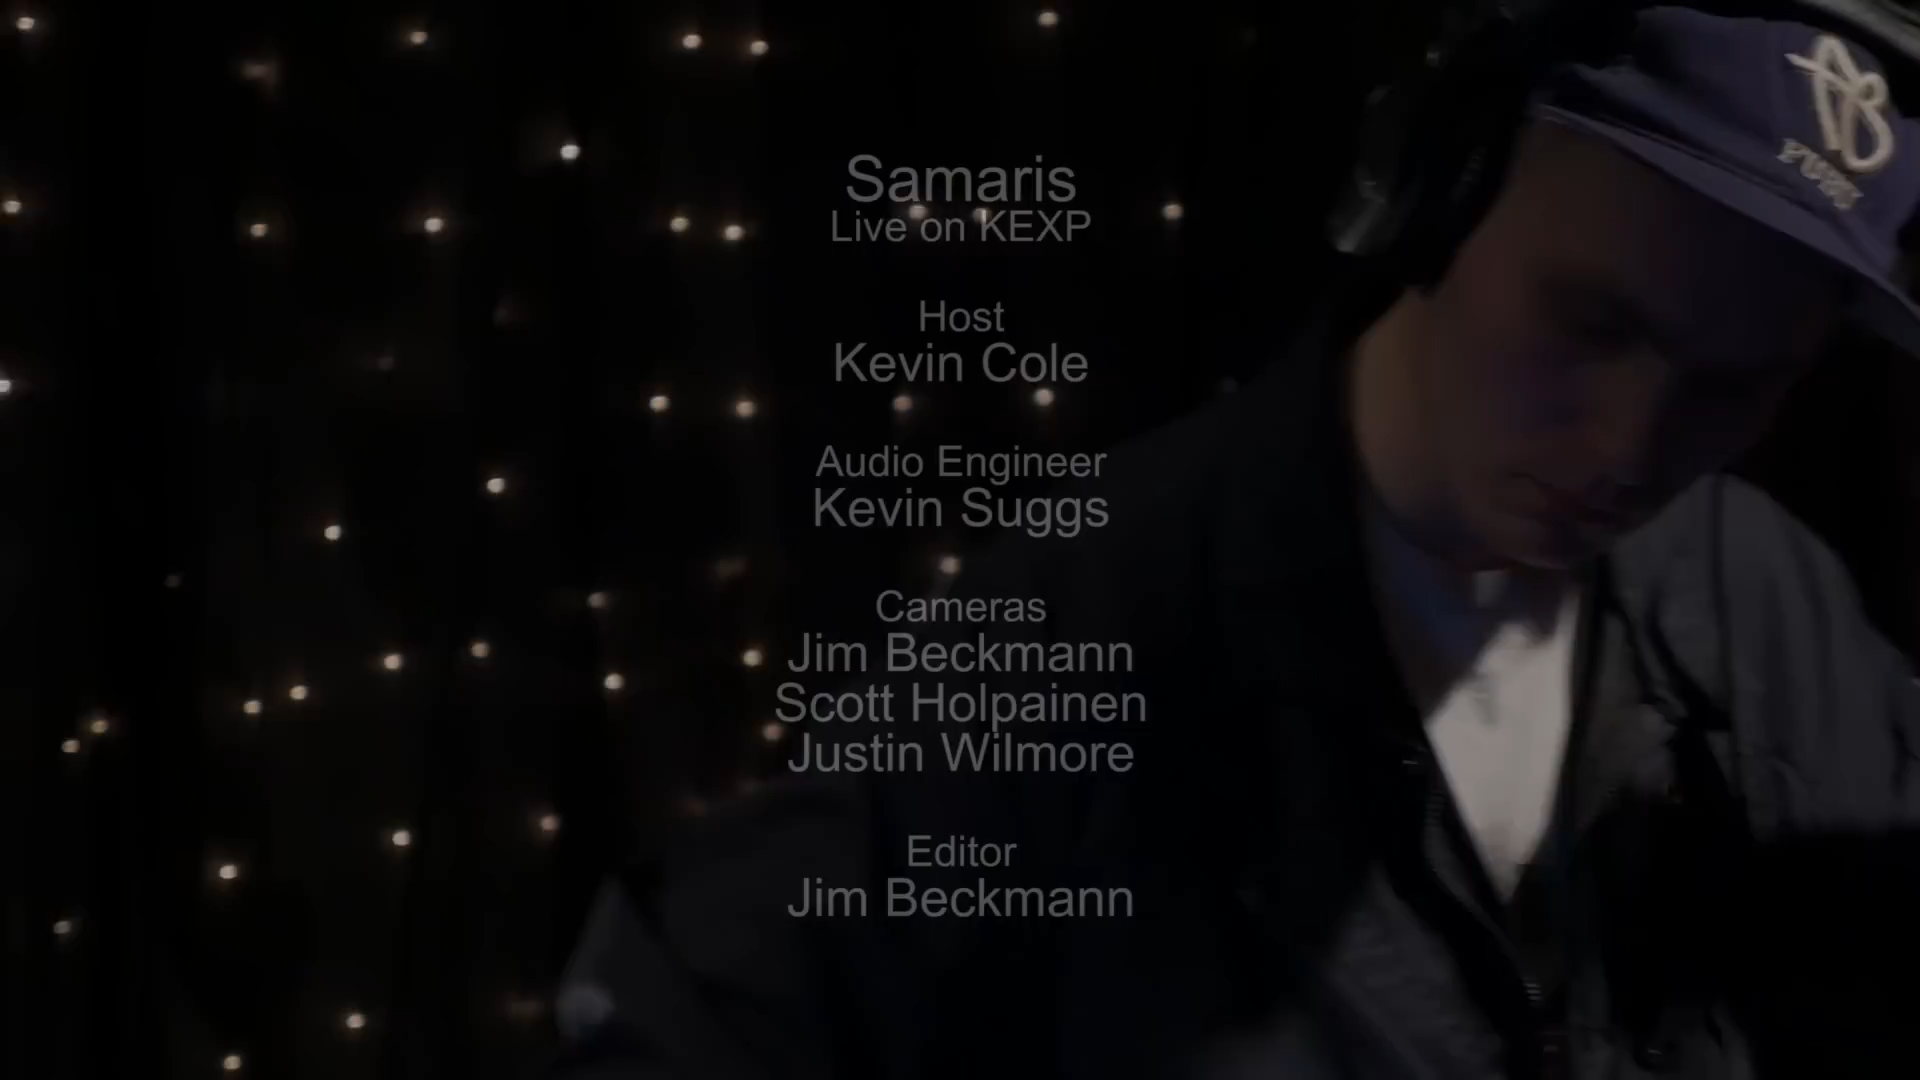 Samaris
Live on KEXP
Host
Kevin Cole
Audio Engineer
Kevin Suggs
Cameras
Jim Beckmann
Scott Holpainen
Justin Wilmore
Editor
Jim Beckmann